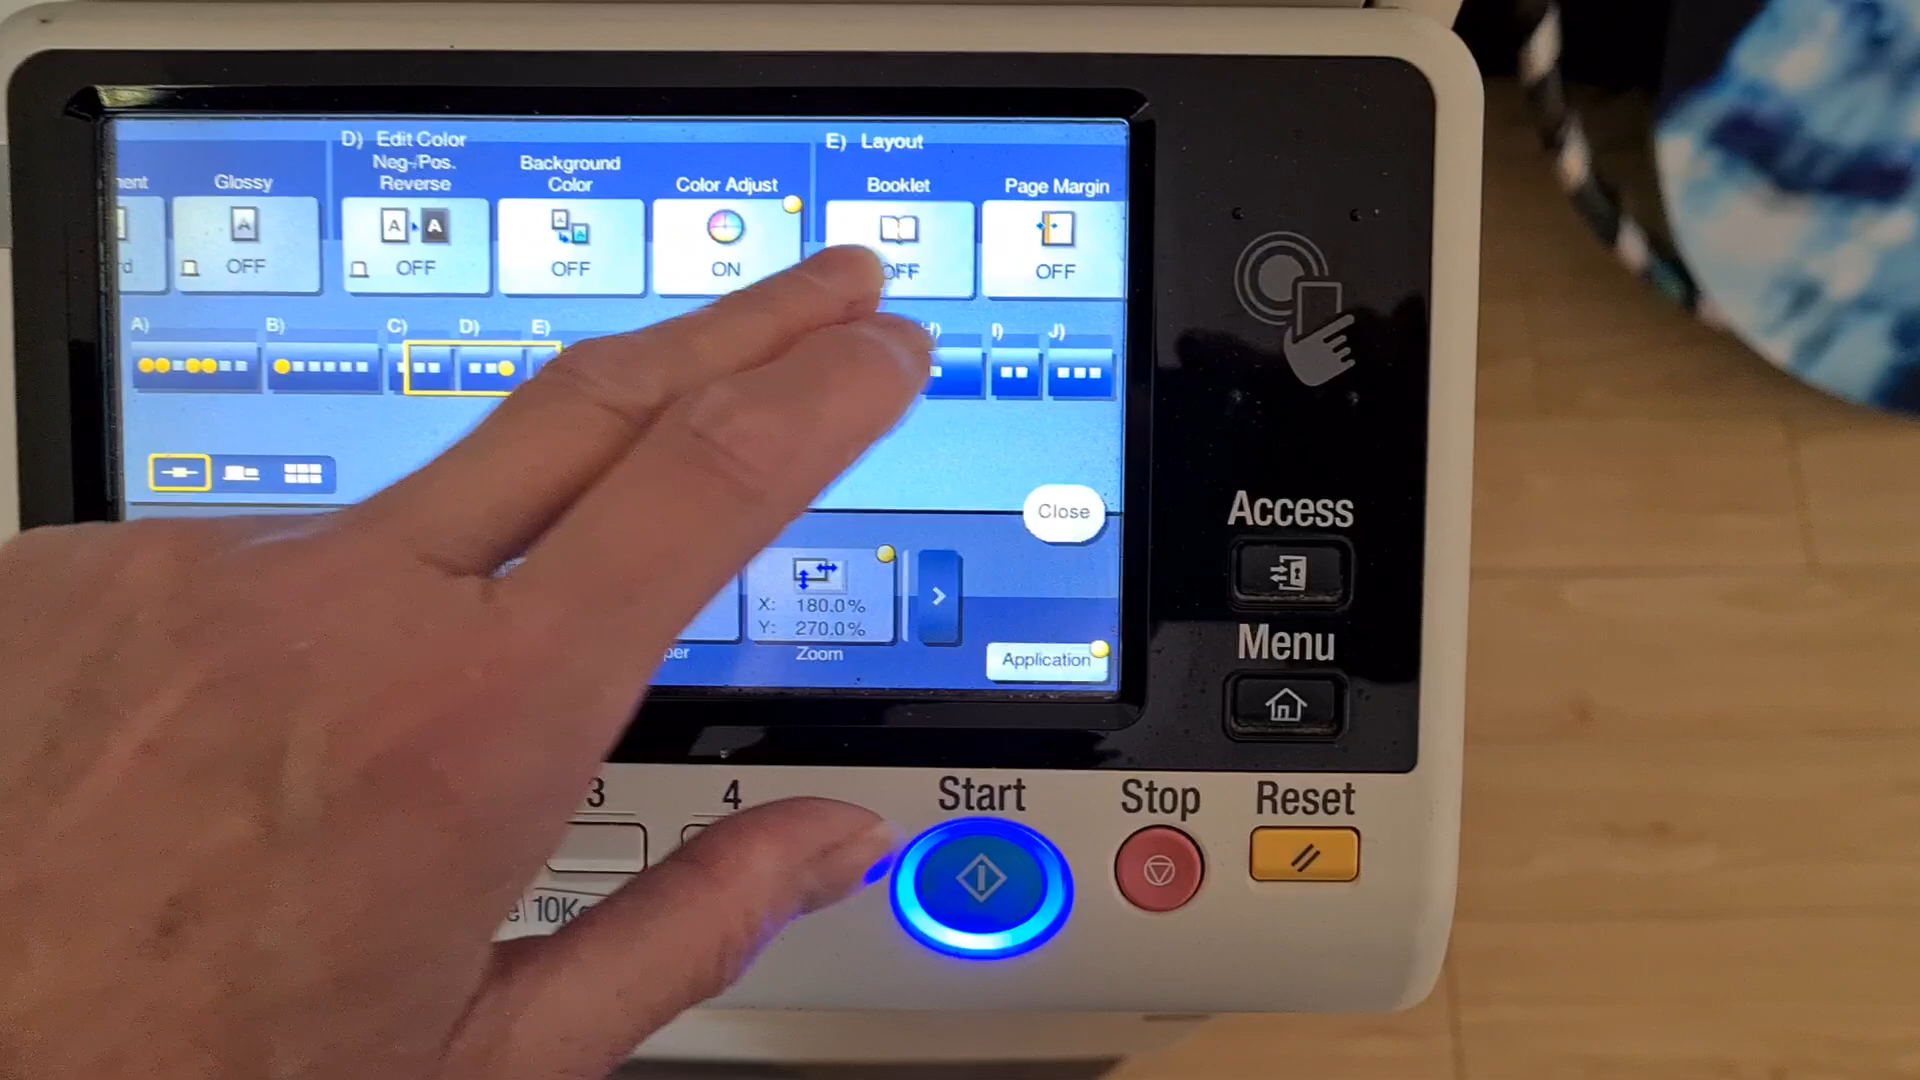 D) Edit Color
E) Layout
Glossy
Neg-/Pos.
Reverse
Background
Color
Color Adjust
Booklet
Page Margin
OFF
OFF
OFF
ON
OFF
OFF
A)
B)
C)
D)
E)
I)
J)
Close
X: 180.0%
Y: 270.0%
Zoom
Application
Access
Menu
3
4
Start
Stop
Reset